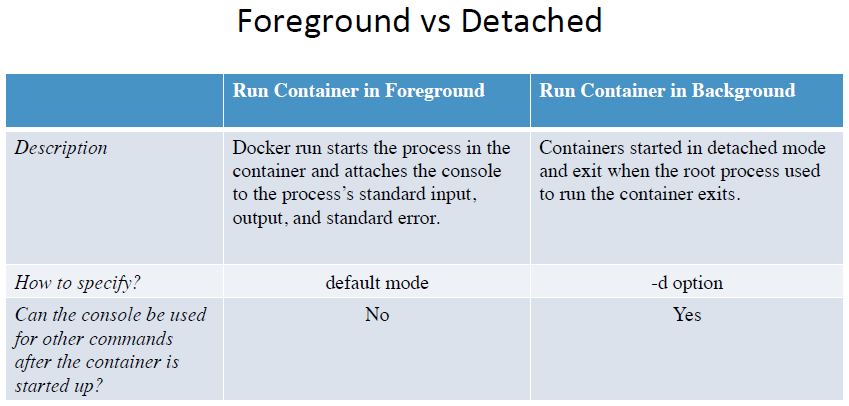 Foreground vs Detached
Run Container in Foreground
Run Container in Background
Description
Docker run starts the process in the
container and attaches the console
to the process’s standard input,
output, and standard error.
Containers started in detached mode
and exit when the root process used
to run the container exits.
How to specify?
default mode
-d option
Can the console be used
for other commands
after the container is
started up?
No
Yes